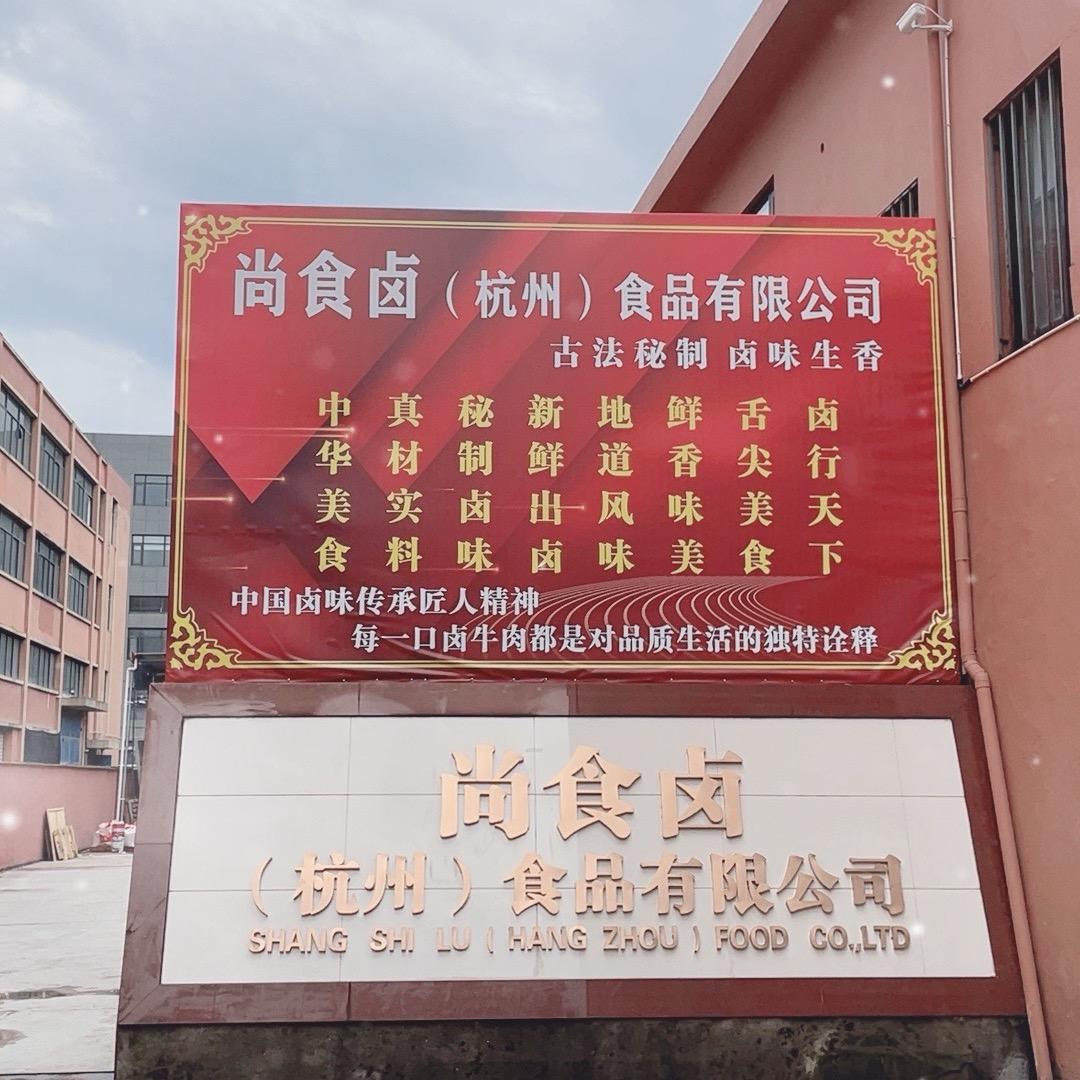 尚食卤（杭州）食品有限公司
古法秘制 卤味生香
中华美食
真材实料
秘制卤味
新鲜出卤
地道风味
鲜香味美
舌尖美食
卤行天下
中国卤味传承匠人精神
每一口卤牛肉都是对品质生活的独特诠释
尚食卤
（杭州）食品有限公司
SHANG SHI LU ( HANG ZHOU ) FOOD CO.,LTD